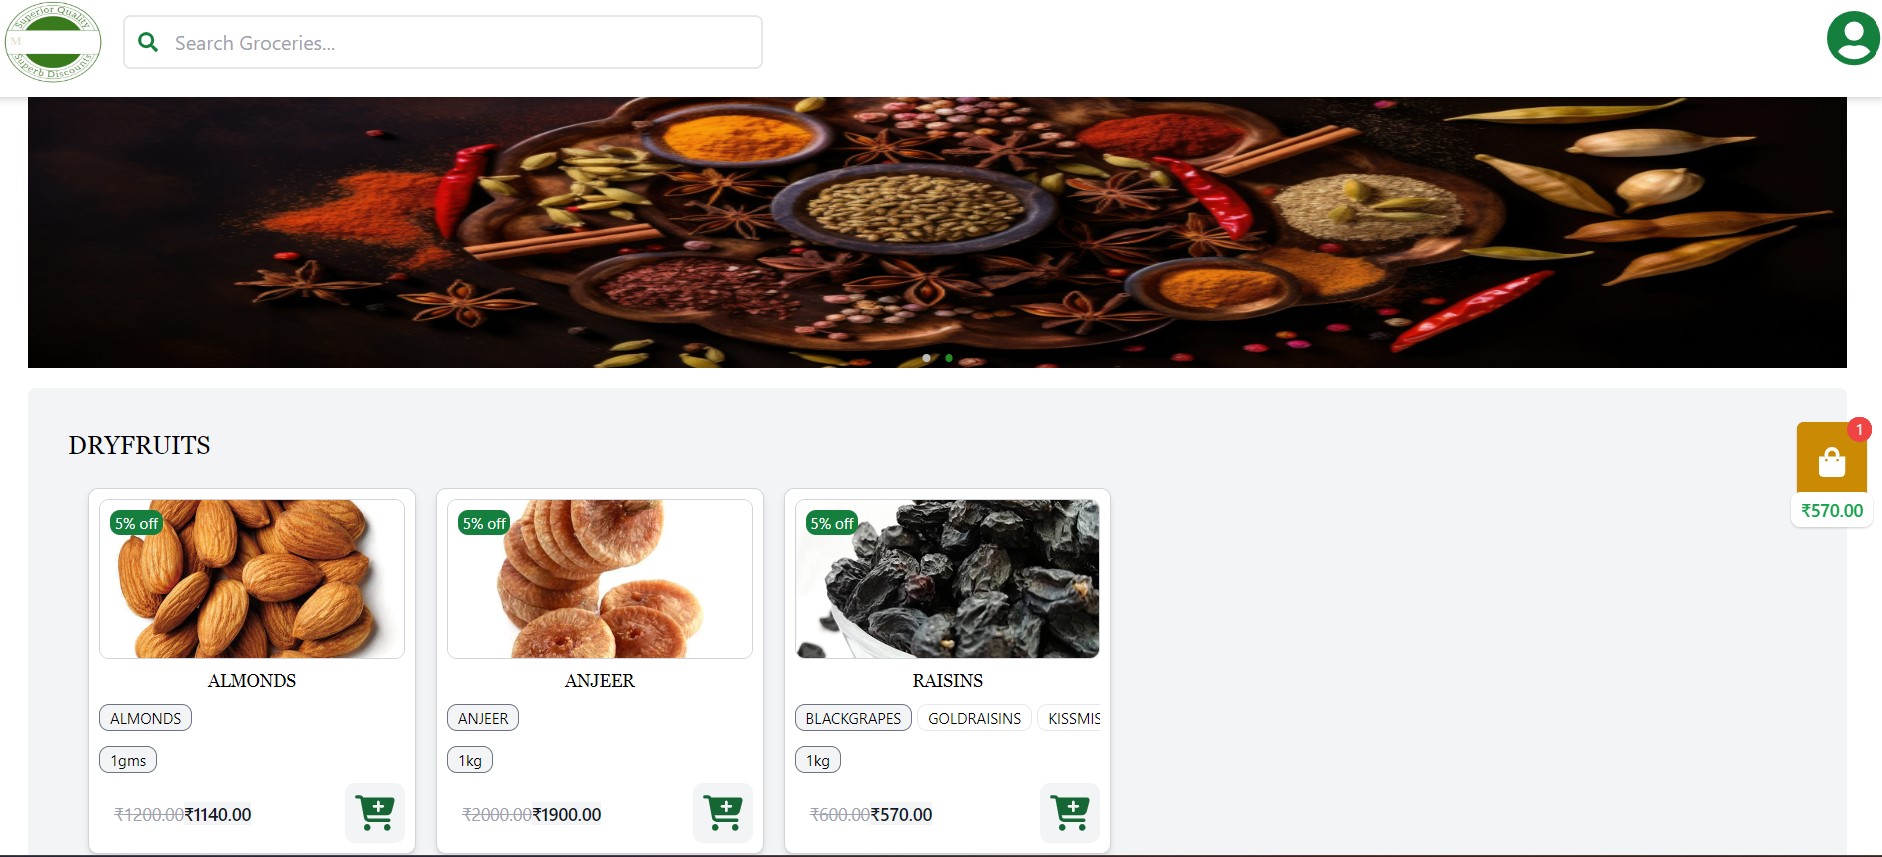 Superior Quality
M
Superb Discounts
Search Groceries...
DRYFRUITS
1
₹570.00
5% off
5% off
5% off
ALMONDS
ANJEER
RAISINS
ALMONDS
ANJEER
BLACKGRAPES GOLDRAISINS KISSMIS
1gms
1kg
1kg
₹1200.00₹1140.00
₹2000.00₹1900.00
₹600.00₹570.00